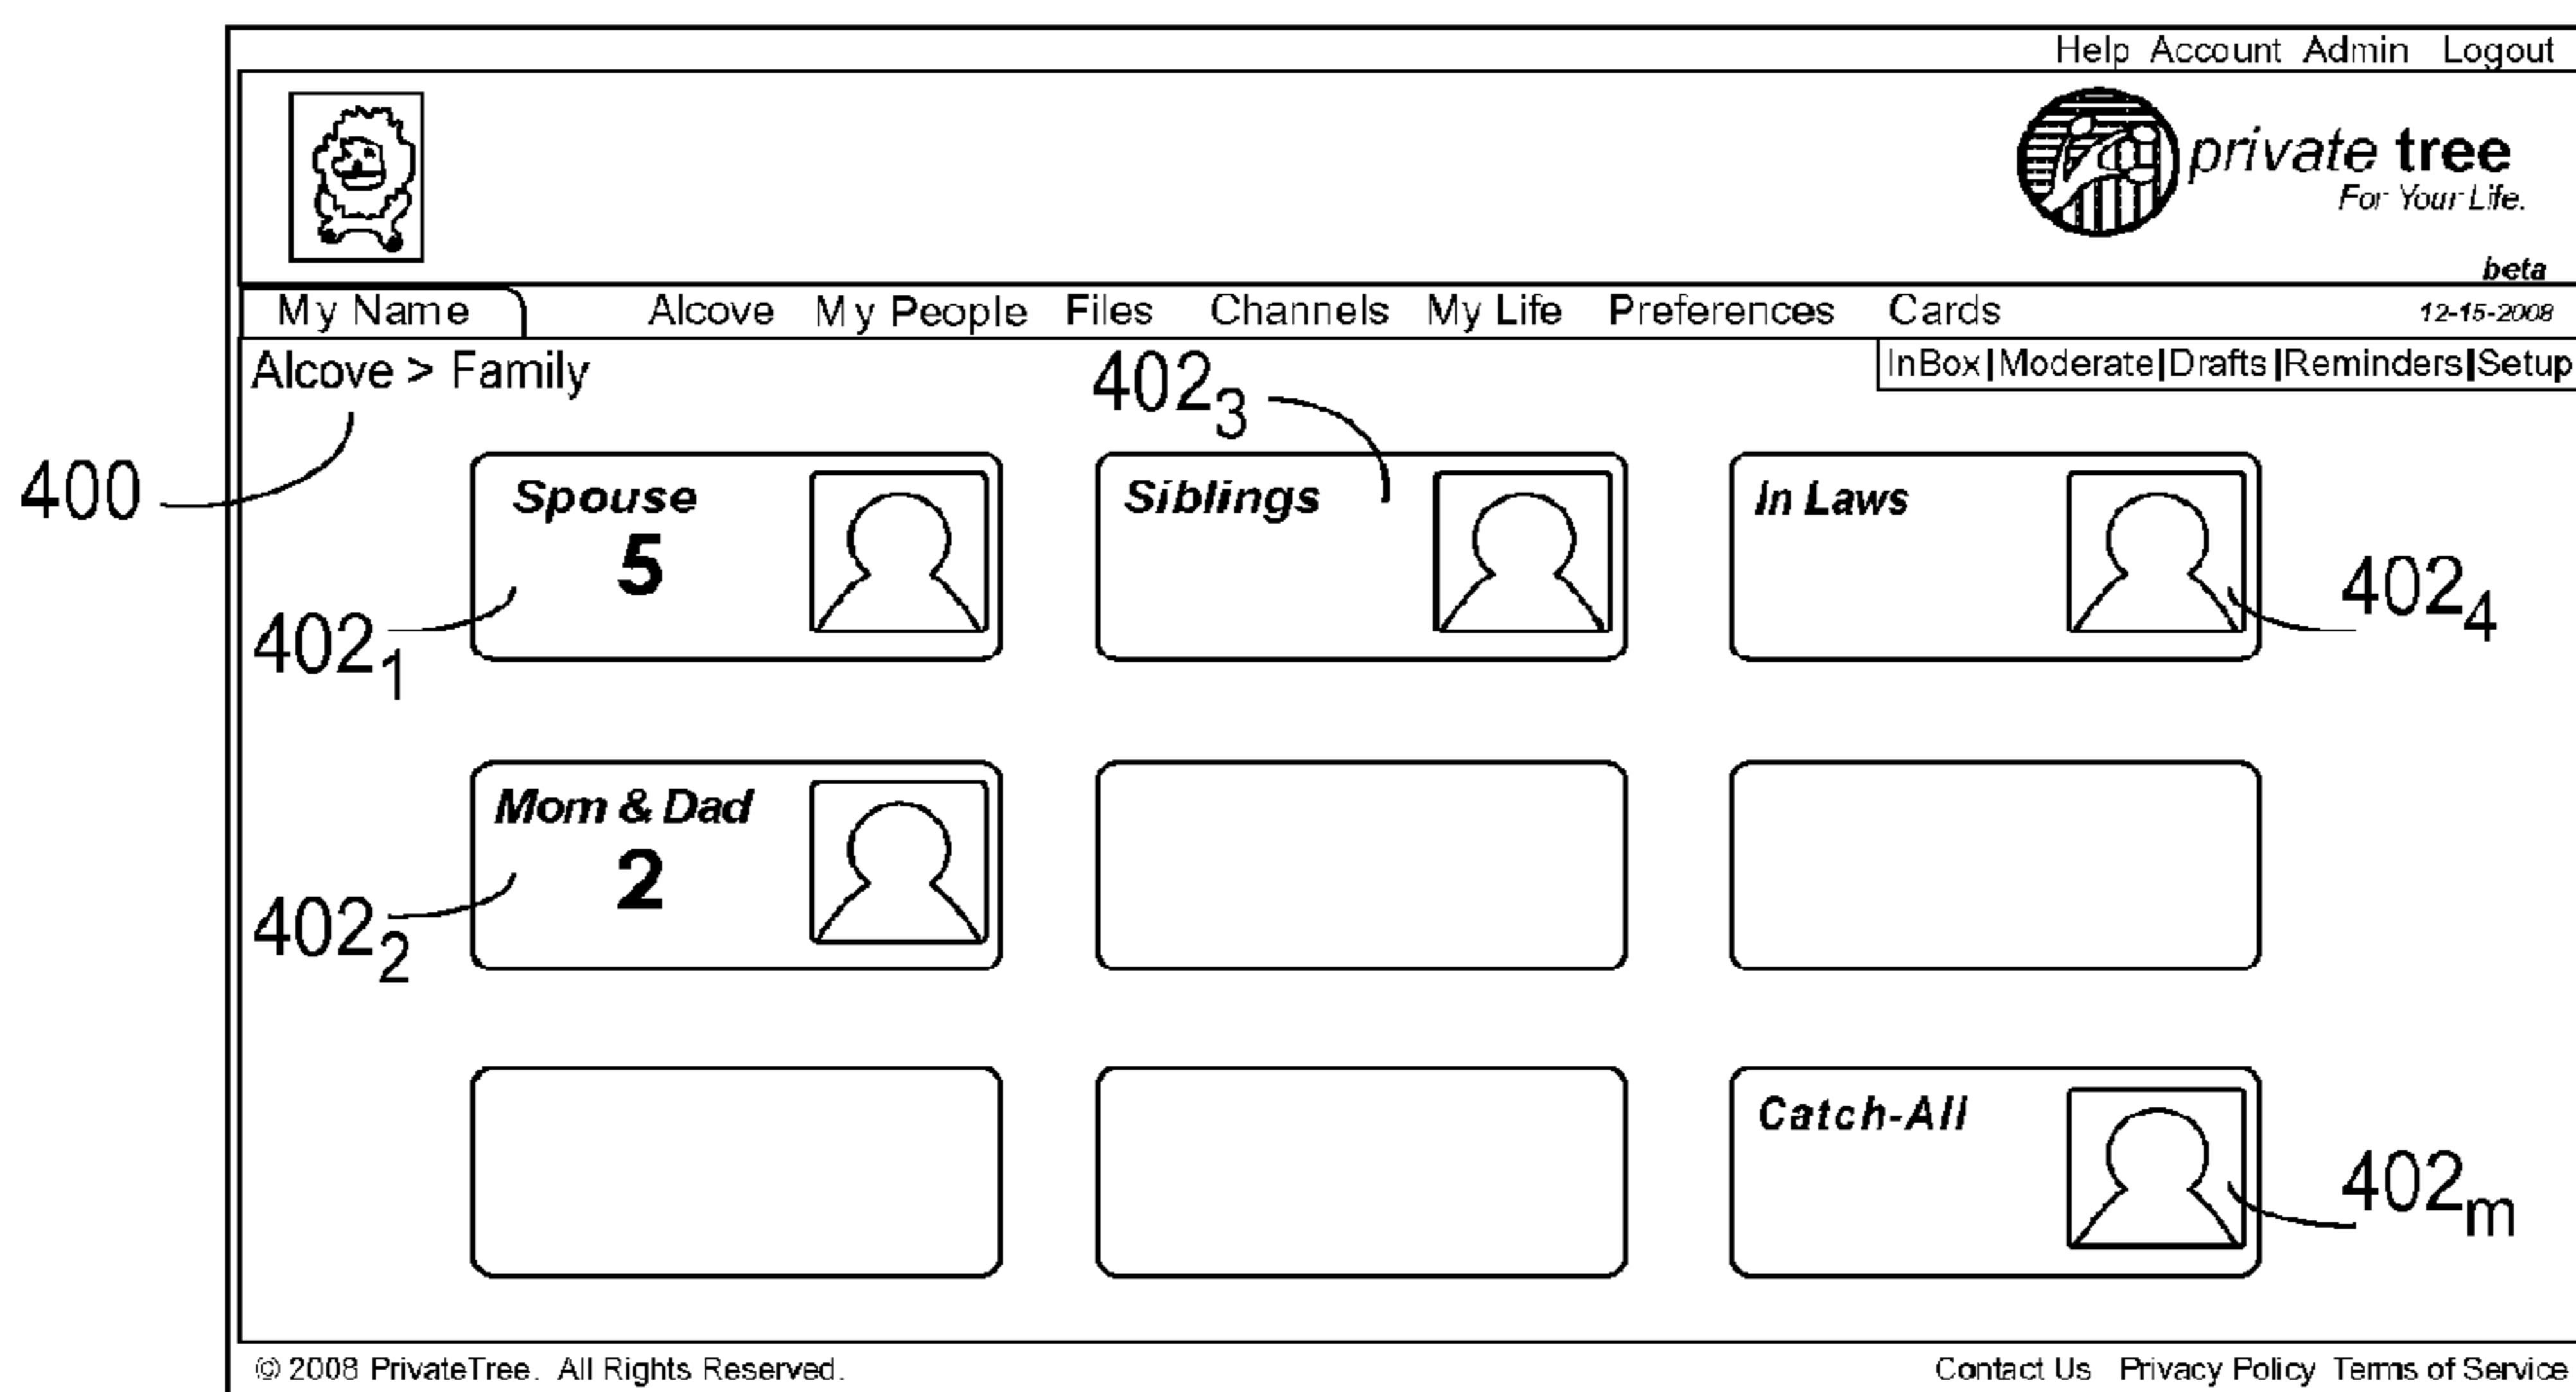 Help Account Admin Logout
private tree
For Your Life.
beta
My Name Alcove My People Files Channels My Life Preferences Cards 12-15-2008
Alcove > Family
InBox|Moderate|Drafts|Reminders|Setup
400
402₃
Spouse
5
402₁
Siblings
In Laws
402₄
Mom & Dad
2
402₂
Catch-All
402ₘ
© 2008 PrivateTree. All Rights Reserved.
Contact Us Privacy Policy Terms of Service